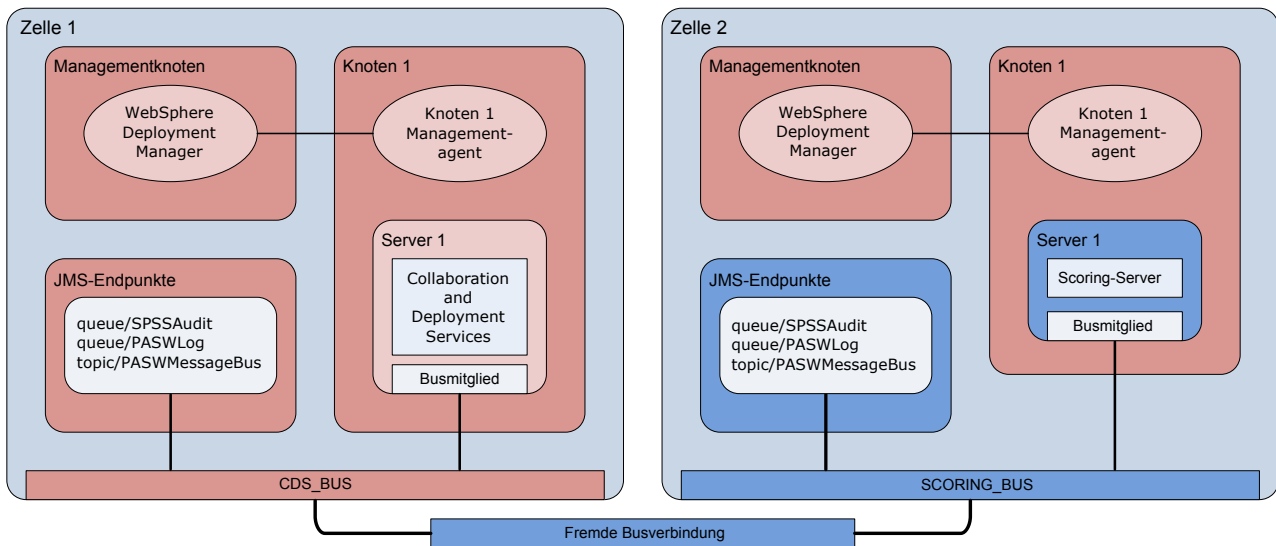 Zelle 1
Managementknoten
WebSphere
Deployment
Manager
Knoten 1
Knoten 1
Management-
agent
Server 1
Collaboration
and
Deployment
Services
Busmitglied
JMS-Endpunkte
queue/SPSSAudit
queue/PASWLog
topic/PASWMessageBus
CDS_BUS
Zelle 2
Managementknoten
WebSphere
Deployment
Manager
Knoten 1
Knoten 1
Management-
agent
Server 1
Scoring-Server
Busmitglied
JMS-Endpunkte
queue/SPSSAudit
queue/PASWLog
topic/PASWMessageBus
SCORING_BUS
Fremde Busverbindung